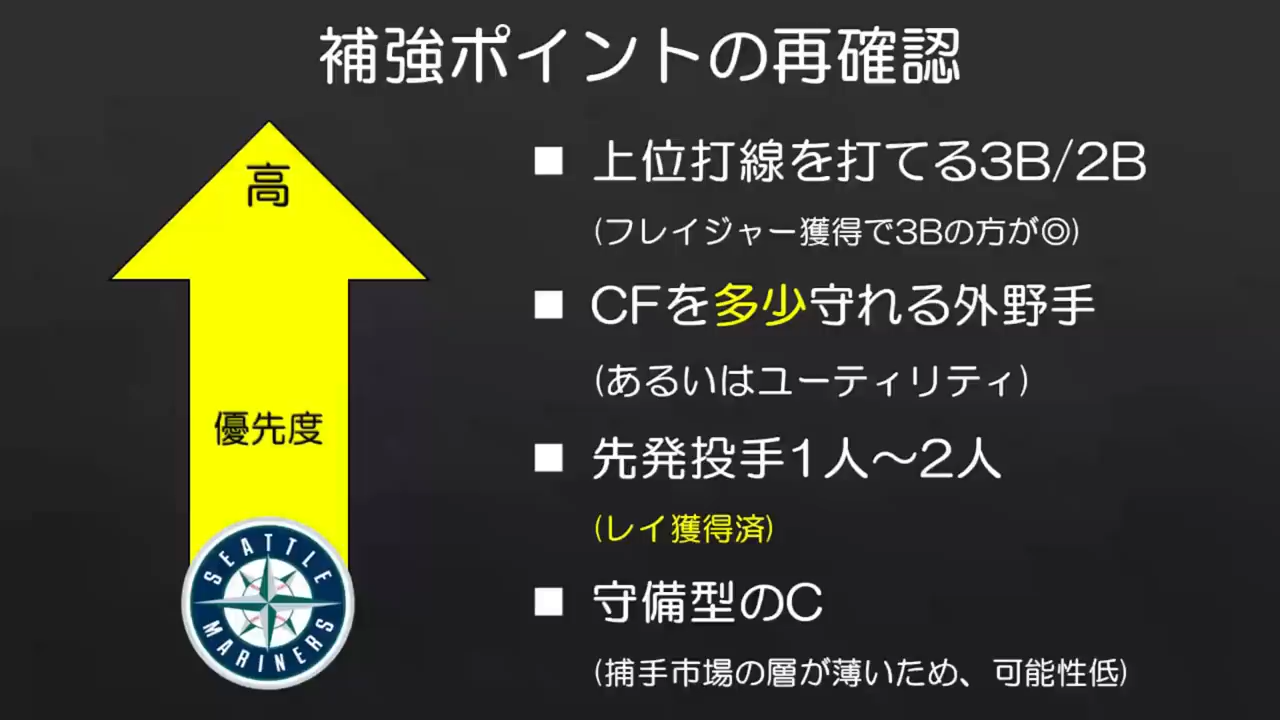 補強ポイントの再確認
高
優先度
SEATTLE
MARINERS
■ 上位打線を打てる3B/2B
(フレイジャー獲得で3Bの方が◎)
■ CFを多少守れる外野手
(あるいはユーティリティ)
■ 先発投手1人～2人
(レイ獲得済)
■ 守備型のC
(捕手市場の層が薄いため、可能性低)